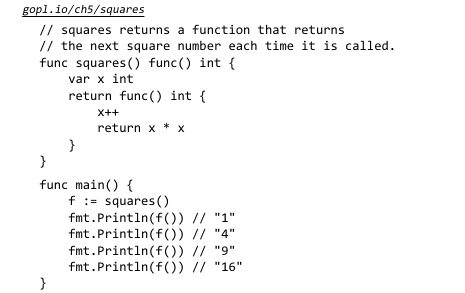 gopl.io/ch5/squares
// squares returns a function that returns
// the next square number each time it is called.
func squares() func() int {
    var x int
    return func() int {
        x++
        return x * x
    }
}
func main() {
    f := squares()
    fmt.Println(f()) // "1"
    fmt.Println(f()) // "4"
    fmt.Println(f()) // "9"
    fmt.Println(f()) // "16"
}